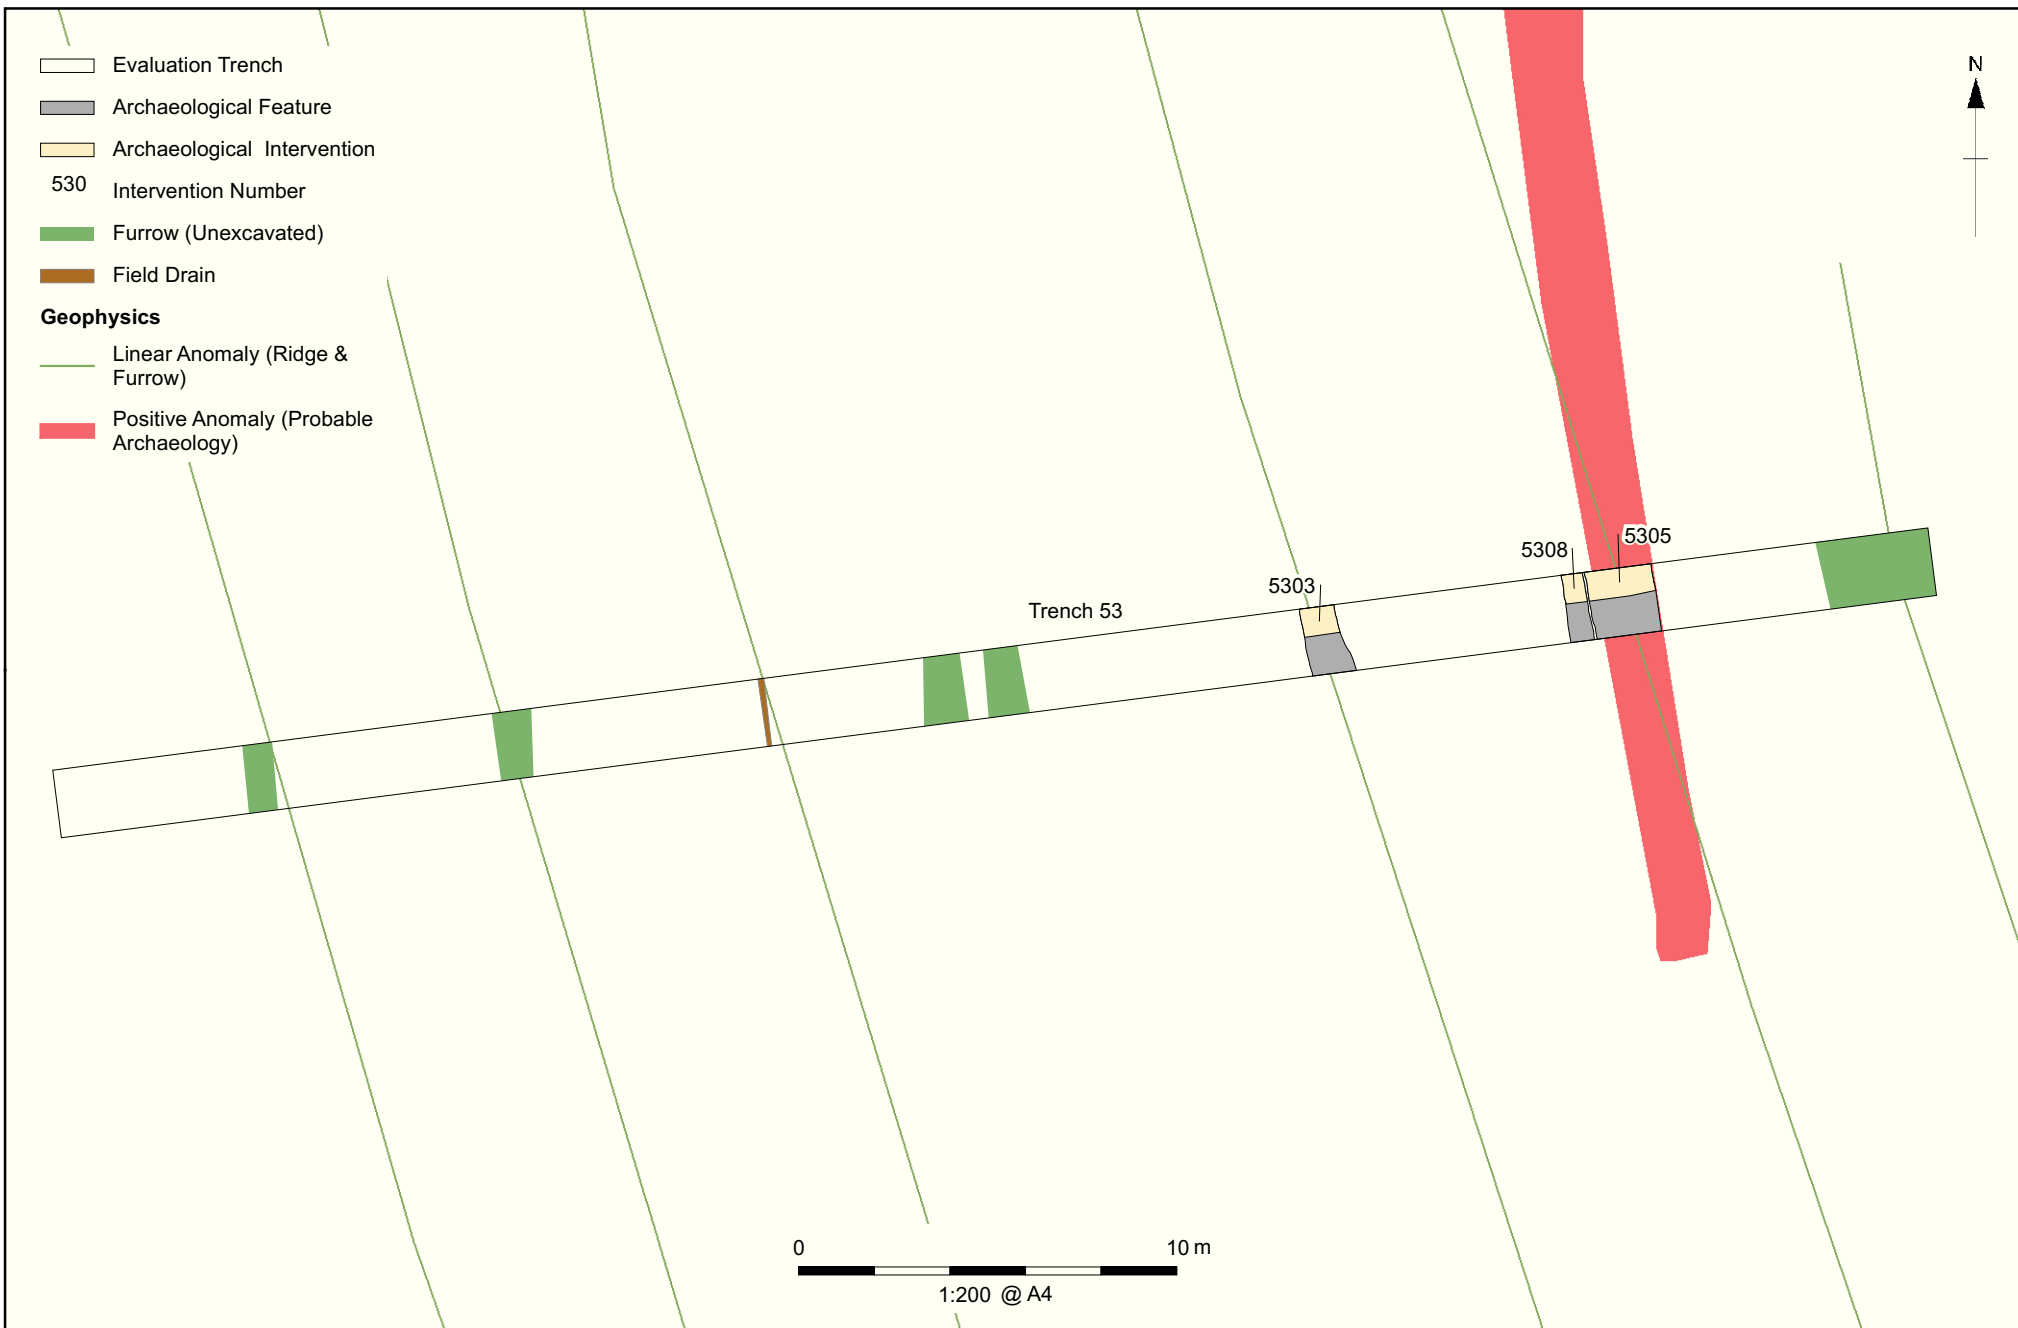 Evaluation Trench
Archaeological Feature
Archaeological Intervention
530
Intervention Number
Furrow (Unexcavated)
Field Drain
Geophysics
Linear Anomaly (Ridge &
Furrow)
Positive Anomaly (Probable
Archaeology)
N
5305
5308
5303
Trench 53
0
10 m
1:200 @ A4